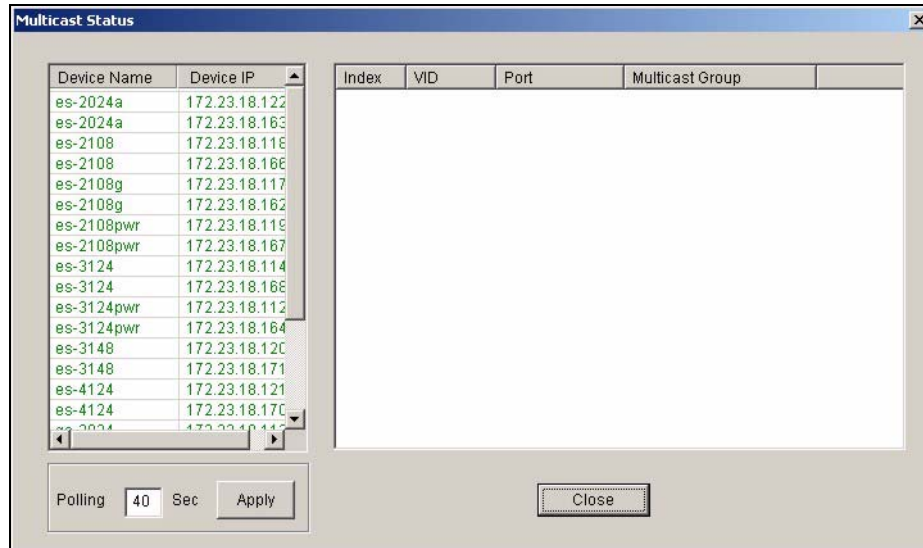 Multicast Status
Device Name Device IP
es-2024a 172.23.18.122
es-2024a 172.23.18.163
es-2108 172.23.18.118
es-2108 172.23.18.166
es-2108g 172.23.18.117
es-2108g 172.23.18.162
es-2108pwr 172.23.18.119
es-2108pwr 172.23.18.167
es-3124 172.23.18.114
es-3124 172.23.18.168
es-3124pwr 172.23.18.112
es-3124pwr 172.23.18.164
es-3148 172.23.18.120
es-3148 172.23.18.171
es-4124 172.23.18.121
es-4124 172.23.18.170
Index VID Port Multicast Group
Polling 40 Sec Apply
Close